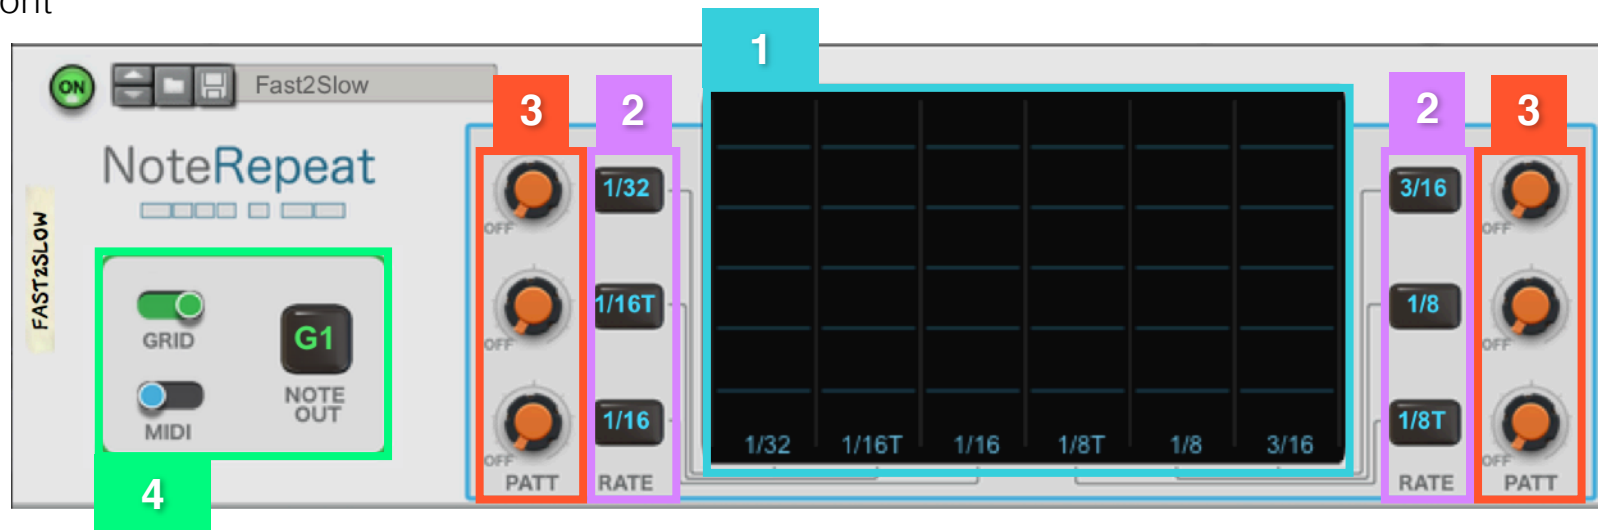 ont
1
ON
Fast2Slow
3
2
2
3
NoteRepeat
FAST2SLOW
1/32
3/16
OFF
OFF
GRID
G1
1/16T
1/8
OFF
OFF
NOTE
OUT
MIDI
1/16
1/8T
1/32 1/16T 1/16 1/8T 1/8 3/16
OFF
OFF
PATT
RATE
RATE
PATT
4